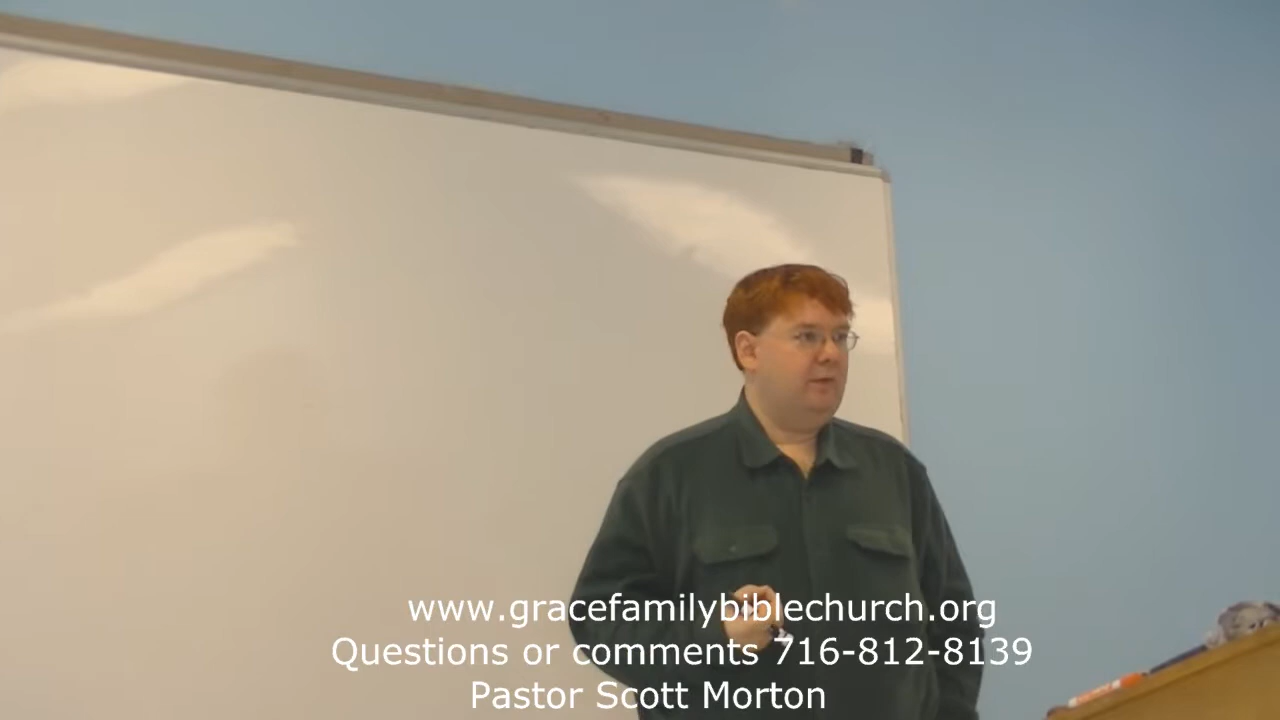 www.gracefamilybiblechurch.org
Questions or comments 716-812-8139
Pastor Scott Morton